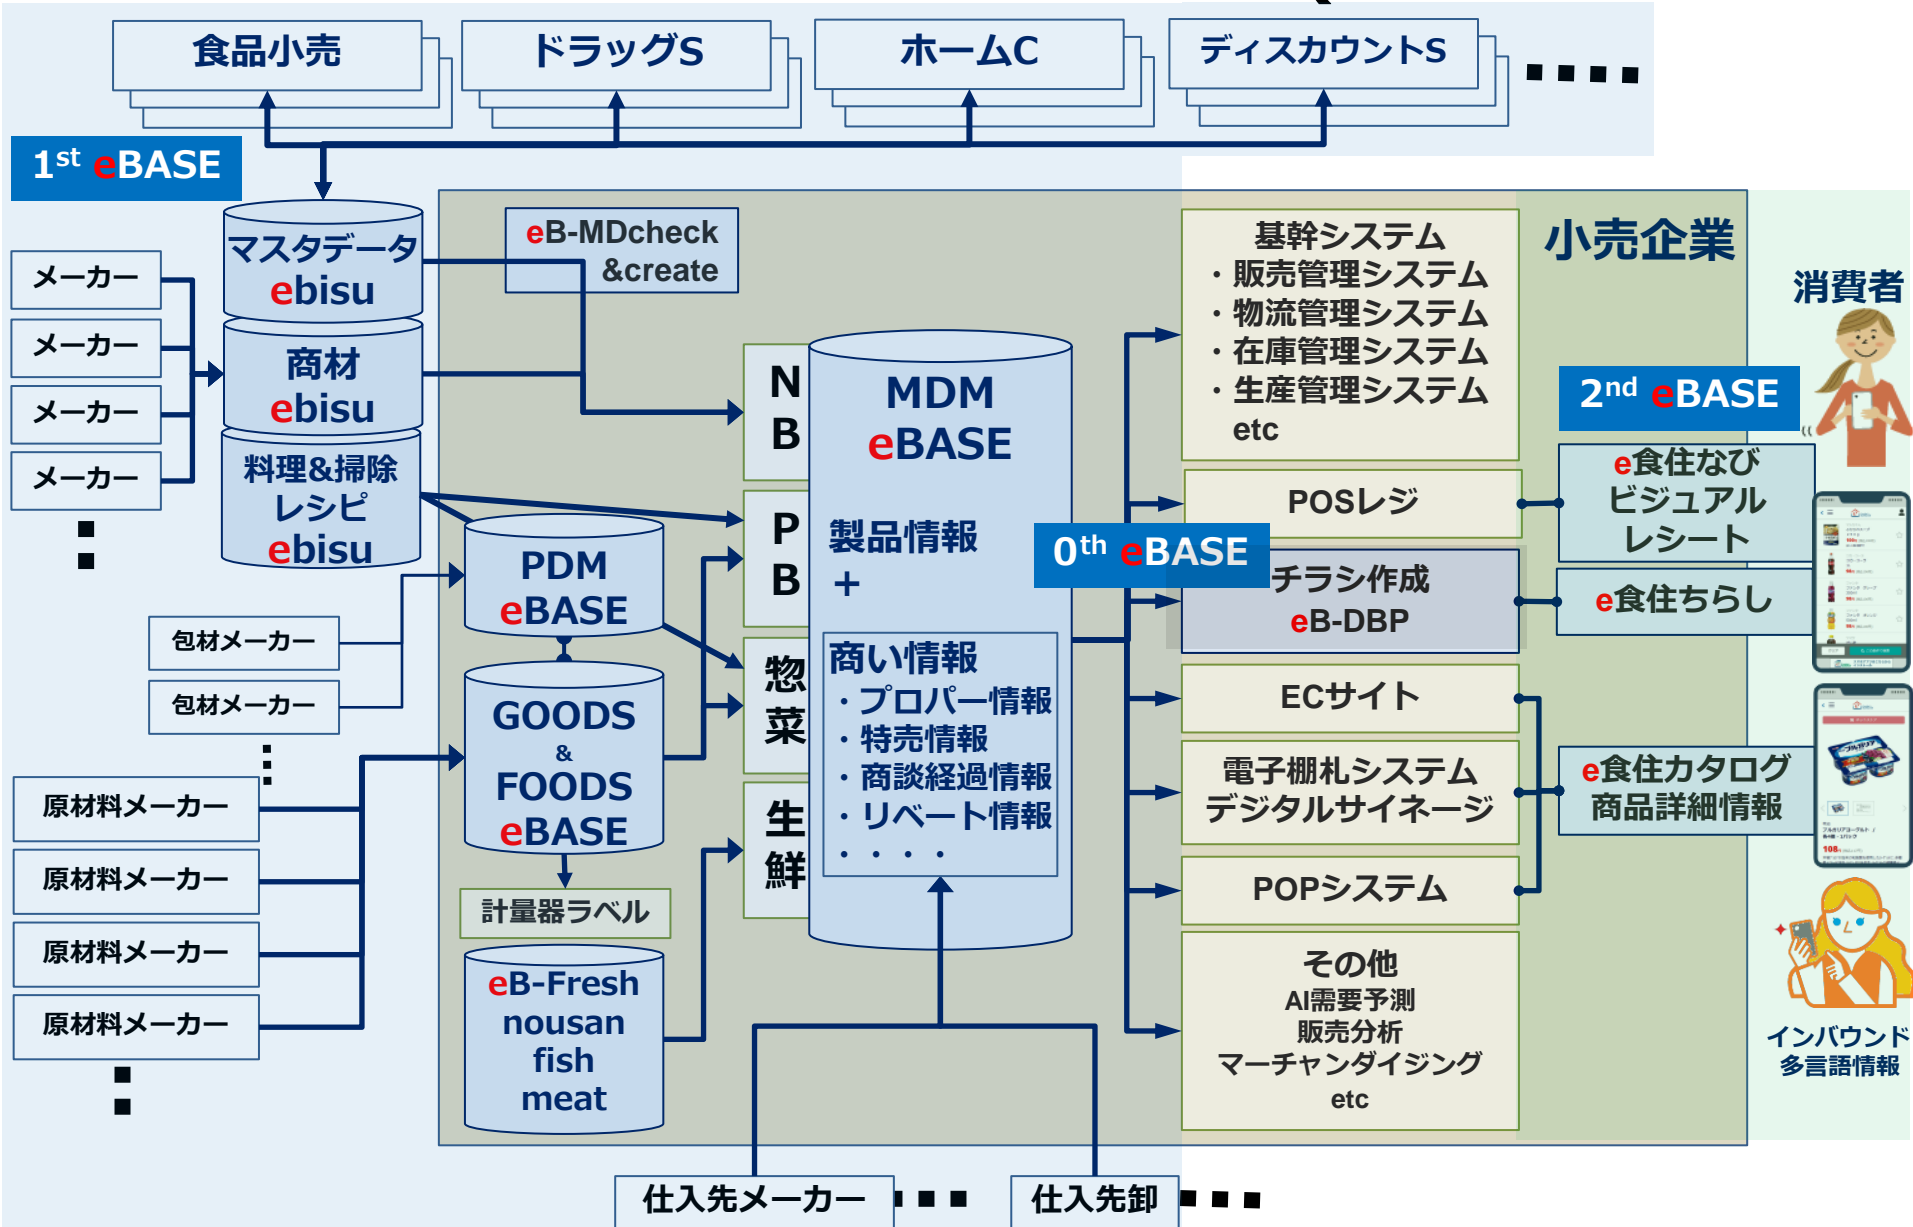 食品小売
ドラッグS
ホームC
ディスカウントS
1st eBASE
マスタデータ
ebisu
商材
ebisu
料理&掃除
レシピ
ebisu
メーカー
メーカー
メーカー
メーカー
包材メーカー
包材メーカー
原材料メーカー
原材料メーカー
原材料メーカー
原材料メーカー
eB-MDcheck
&create
PDM
eBASE
GOODS
&
FOODS
eBASE
計量器ラベル
eB-Fresh
nousan
fish
meat
N
B
P
B
惣
菜
生
鮮
MDM
eBASE
製品情報
+
商い情報
・プロパー情報
・特売情報
・商談経過情報
・リベート情報
・・・・
0th eBASE
基幹システム
・販売管理システム
・物流管理システム
・在庫管理システム
・生産管理システム
etc
POSレジ
チラシ作成
eB-DBP
ECサイト
電子棚札システム
デジタルサイネージ
POPシステム
その他
AI需要予測
販売分析
マーチャンダイジング
etc
小売企業
2nd eBASE
e食住なび
ビジュアル
レシート
e食住ちらし
e食住カタログ
商品詳細情報
消費者
ブルガリアヨーグルト
108
インバウンド
多言語情報
仕入先メーカー
仕入先卸